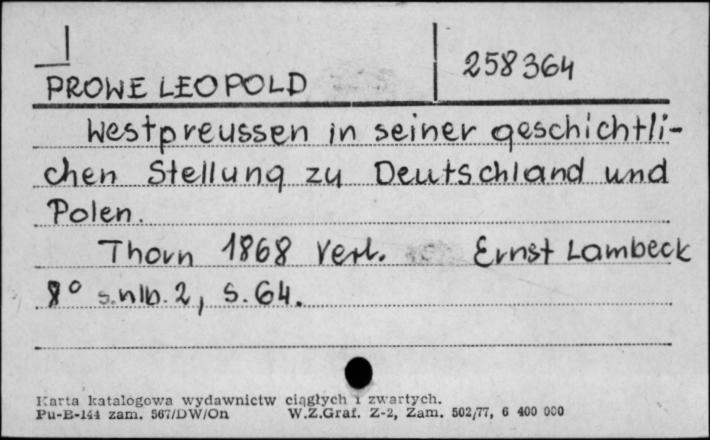 PROWE LEOPOLD 258364
Westpreussen in seiner geschichtli-
chen Stellung zu Deutschland und
Polen.
Thorn 1868 Verl. Ernst Lambeck
8° s.nlb. 2, S. 64.
Karta katalogowa wydawnictw ciągłych i zwartych.
Pu-B-144 zam. 567/DW/On W.Z.Graf. Z-2, Zam. 502/77, 6 400 000